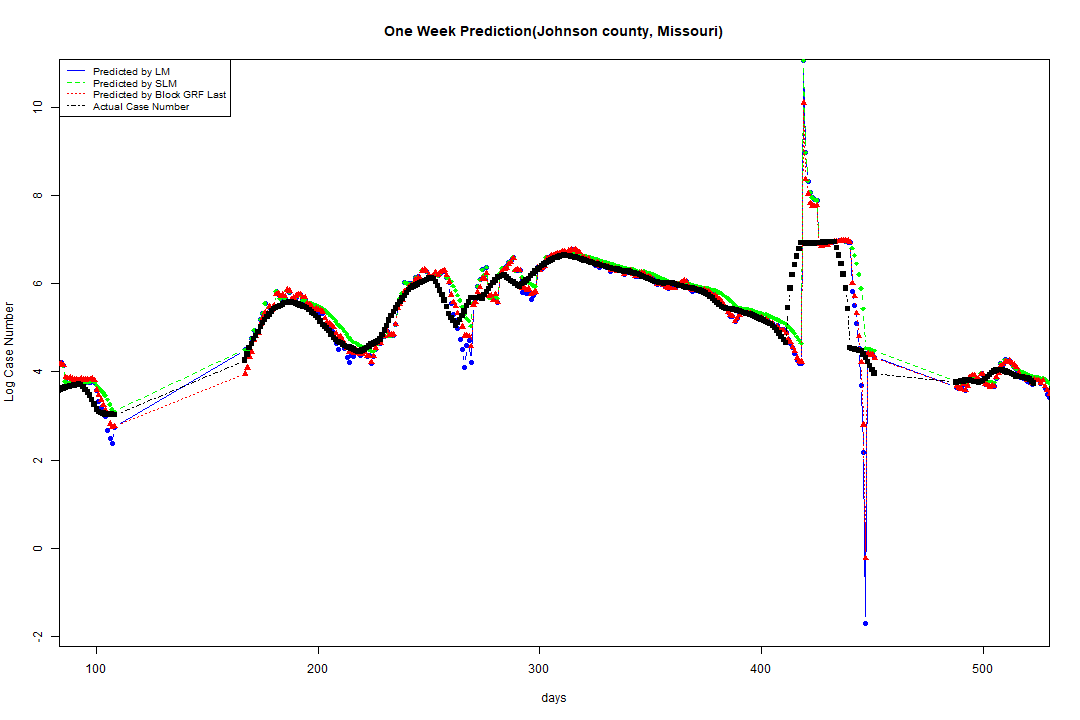 One Week Prediction(Johnson county, Missouri)
Predicted by LM
Predicted by SLM
Predicted by Block GRF Last
Actual Case Number
Log Case Number
10
8
6
4
2
0
-2
100 200 300 400 500
days